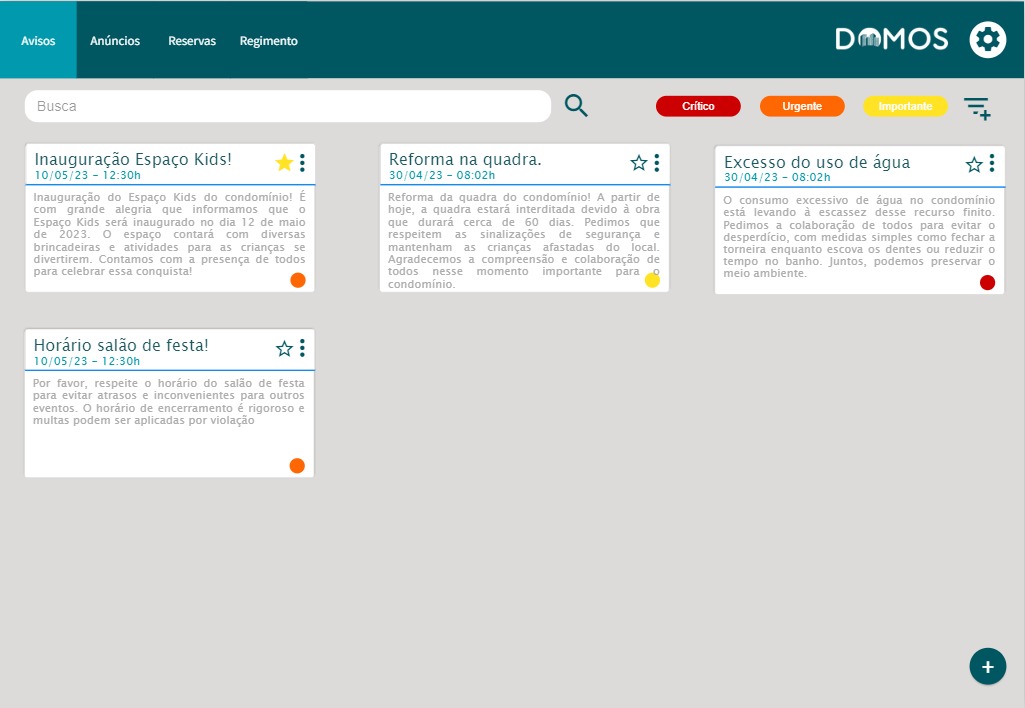 Avisos Anúncios Reservas Regimento DOMOS
Busca Crítico Urgente Importante
Inauguração Espaço Kids!
10/05/23 - 12:30h
Inauguração do Espaço Kids do condomínio! É
com grande alegria que informamos que o
Espaço Kids será inaugurado no dia 12 de maio
de 2023. O espaço contará com diversas
brincadeiras e atividades para as crianças se
divertirem. Contamos com a presença de todos
para celebrar essa conquista!
Reforma na quadra.
30/04/23 - 08:02h
Reforma da quadra do condomínio! A partir de
hoje, a quadra estará interditada devido à obra
que durará cerca de 60 dias. Pedimos que
respeitem as sinalizações de segurança e
mantenham as crianças afastadas do local.
Agradecemos a compreensão e colaboração de
todos nesse momento importante para o
condomínio.
Excesso do uso de água
30/04/23 - 08:02h
O consumo excessivo de água no condomínio
está levando à escassez desse recurso finito.
Pedimos a colaboração de todos para evitar o
desperdício, com medidas simples como fechar a
torneira enquanto escova os dentes ou reduzir o
tempo no banho. Juntos, podemos preservar o
meio ambiente.
Horário salão de festa!
10/05/23 - 12:30h
Por favor, respeite o horário do salão de festa
para evitar atrasos e inconvenientes para outros
eventos. O horário de encerramento é rigoroso e
multas podem ser aplicadas por violação